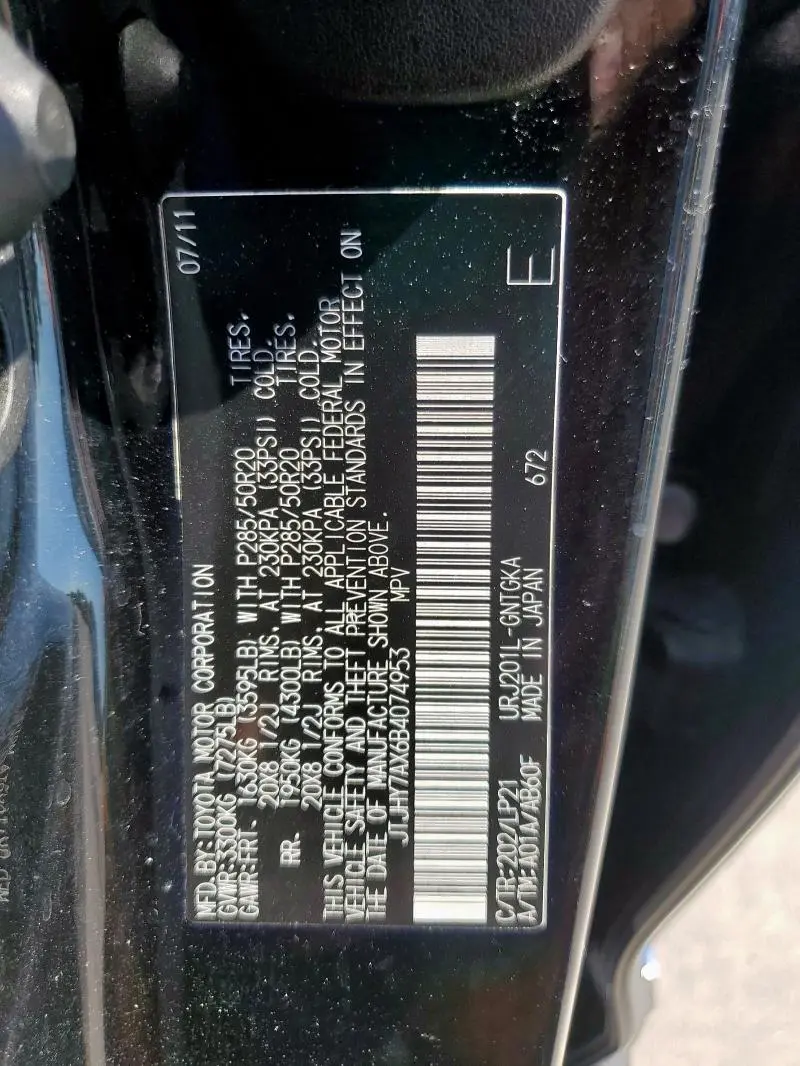 MFD.BY:TOYOTA MOTOR CORPORATION 07/11
GVWR:3300KG (7275LB)
GAWR:FRT. 1630KG (3595LB) WITH P285/50R20 TIRES.
20X8 1/2J RIMS. AT 230KPA (33PSI) COLD.
RR. 1950KG (4300LB) WITH P285/50R20 TIRES.
20X8 1/2J RIMS. AT 230KPA (33PSI) COLD.
THIS VEHICLE CONFORMS TO ALL APPLICABLE FEDERAL MOTOR
VEHICLE SAFETY AND THEFT PREVENTION STANDARDS IN EFFECT ON
THE DATE OF MANUFACTURE SHOWN ABOVE.
JTJHY7AX6B4074953 MPV
C/TR:202/LP21 URJ201L-GNTGKA
A/TM:A01A/AB60F MADE IN JAPAN 672 E